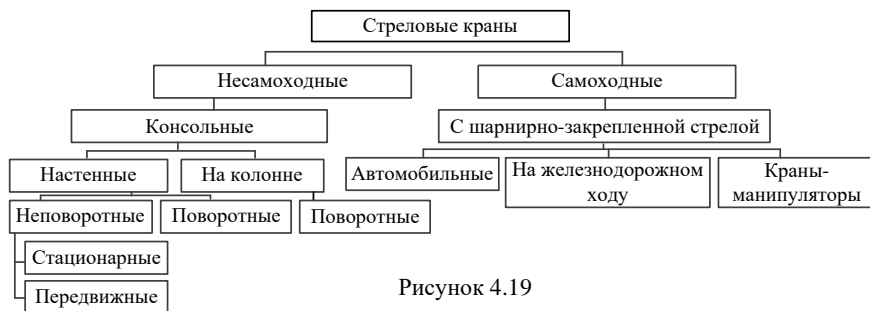 Стреловые краны
Несамоходные
Самоходные
Консольные
С шарнирно-закрепленной стрелой
Настенные
На колонне
Автомобильные
На железнодорожном
ходу
Краны-
манипуляторы
Неповоротные
Поворотные
Поворотные
Стационарные
Передвижные
Рисунок 4.19